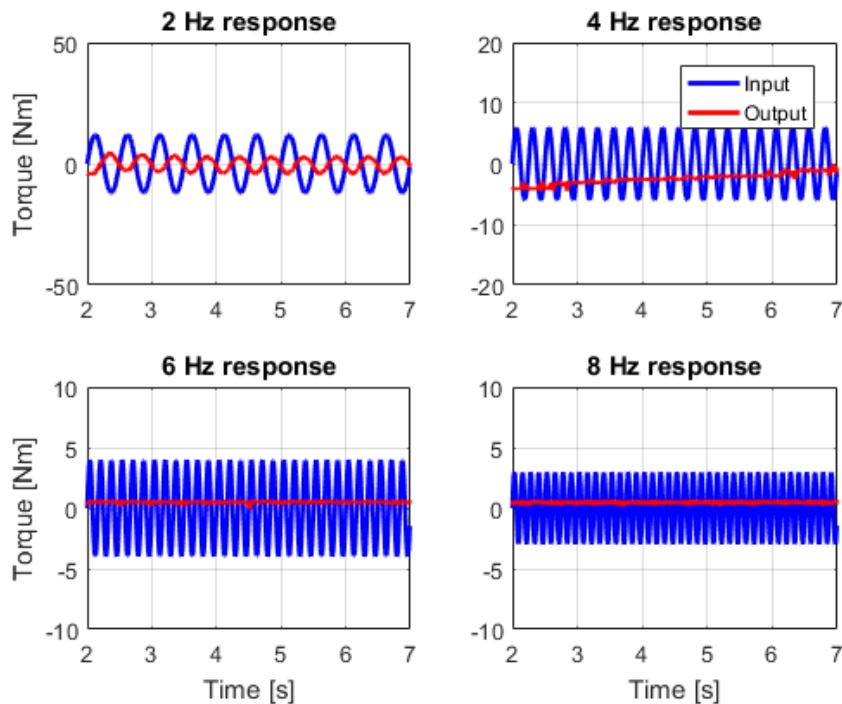 2 Hz response
50
0
-50
Torque [Nm]
2 3 4 5 6 7
4 Hz response
20
10
0
-10
-20
Input
Output
2 3 4 5 6 7
6 Hz response
10
5
0
-5
-10
Torque [Nm]
2 3 4 5 6 7
Time [s]
8 Hz response
10
5
0
-5
-10
2 3 4 5 6 7
Time [s]